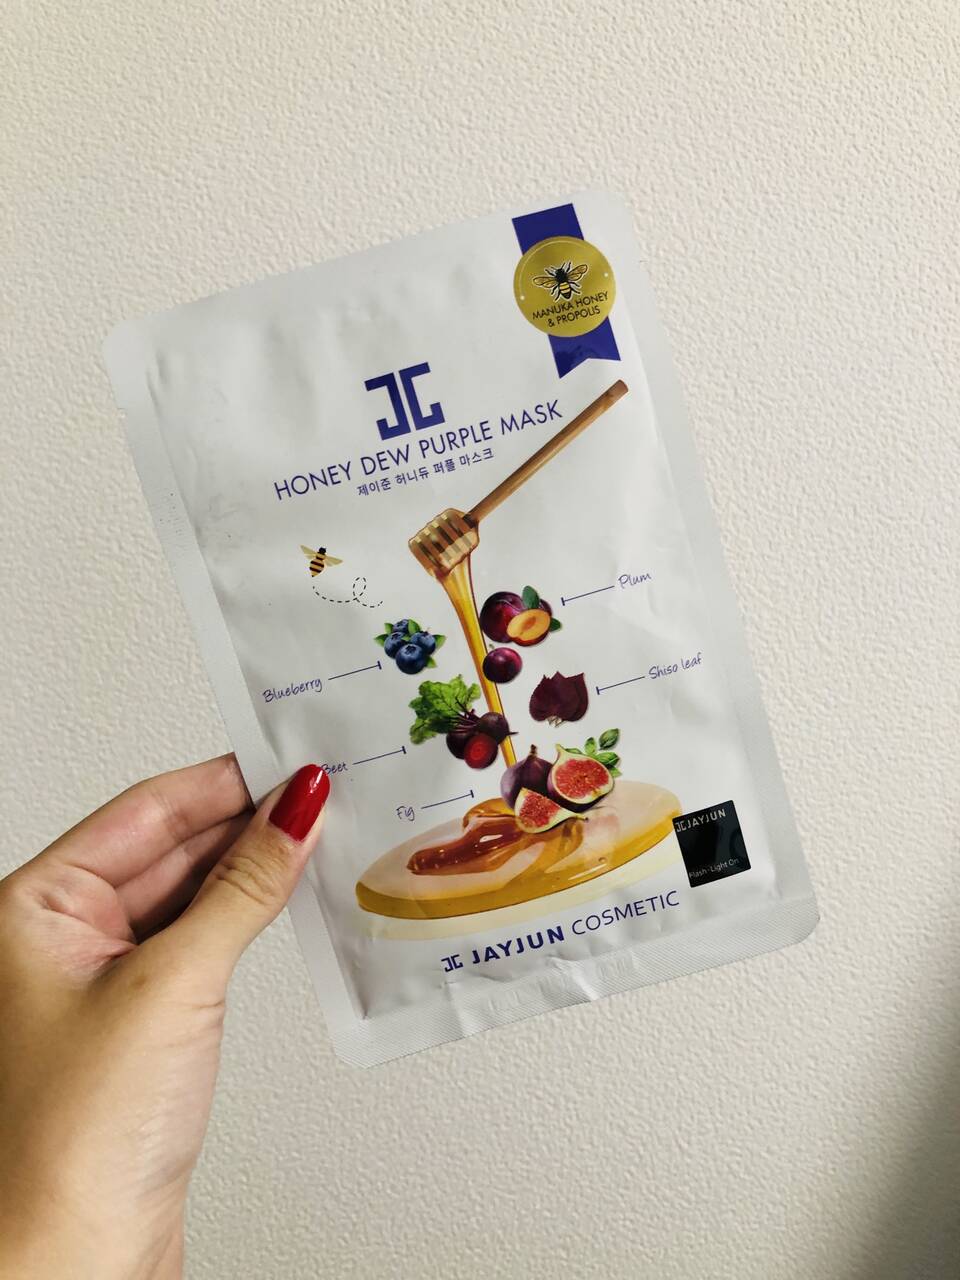 MANUKA HONEY
& PROPOLIS
JG
HONEY DEW PURPLE MASK
제이준 허니듀 퍼플 마스크
Plum
Blueberry
Shiso leaf
Beet
Fig
JAYJUN
Flash-Light On
JAYJUN COSMETIC